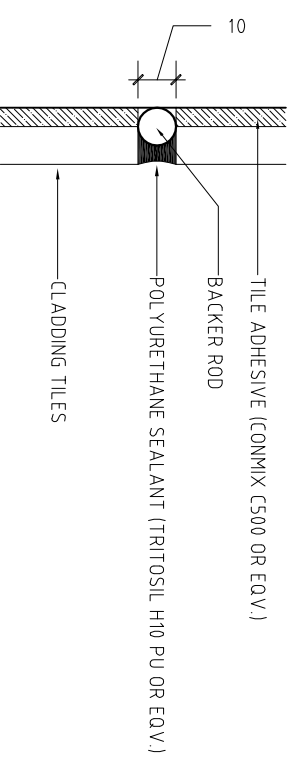 10
TILE ADHESIVE (CONMIX C500 OR EQV.)
BACKER ROD
POLYURETHANE SEALANT (TRITOSIL H10 PU OR EQV.)
CLADDING TILES